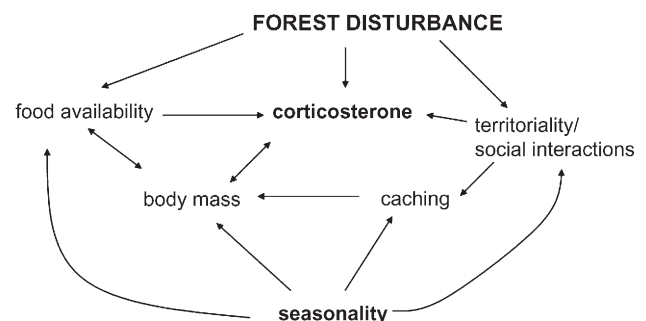 FOREST DISTURBANCE
food availability
corticosterone
territoriality/
social interactions
body mass
caching
seasonality